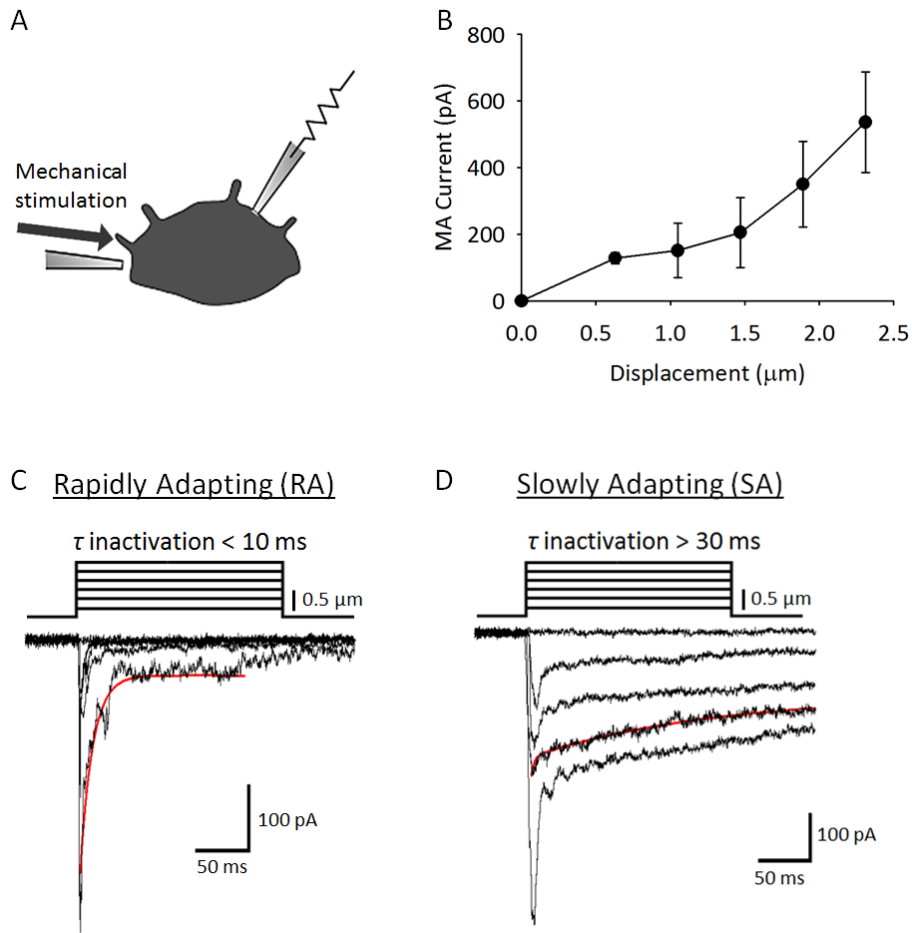 A
Mechanical
stimulation
B
MA Current (pA)
800
600
400
200
0
0.0 0.5 1.0 1.5 2.0 2.5
Displacement (μm)
C Rapidly Adapting (RA)
τ inactivation < 10 ms
0.5 μm
100 pA
50 ms
D Slowly Adapting (SA)
τ inactivation > 30 ms
0.5 μm
100 pA
50 ms